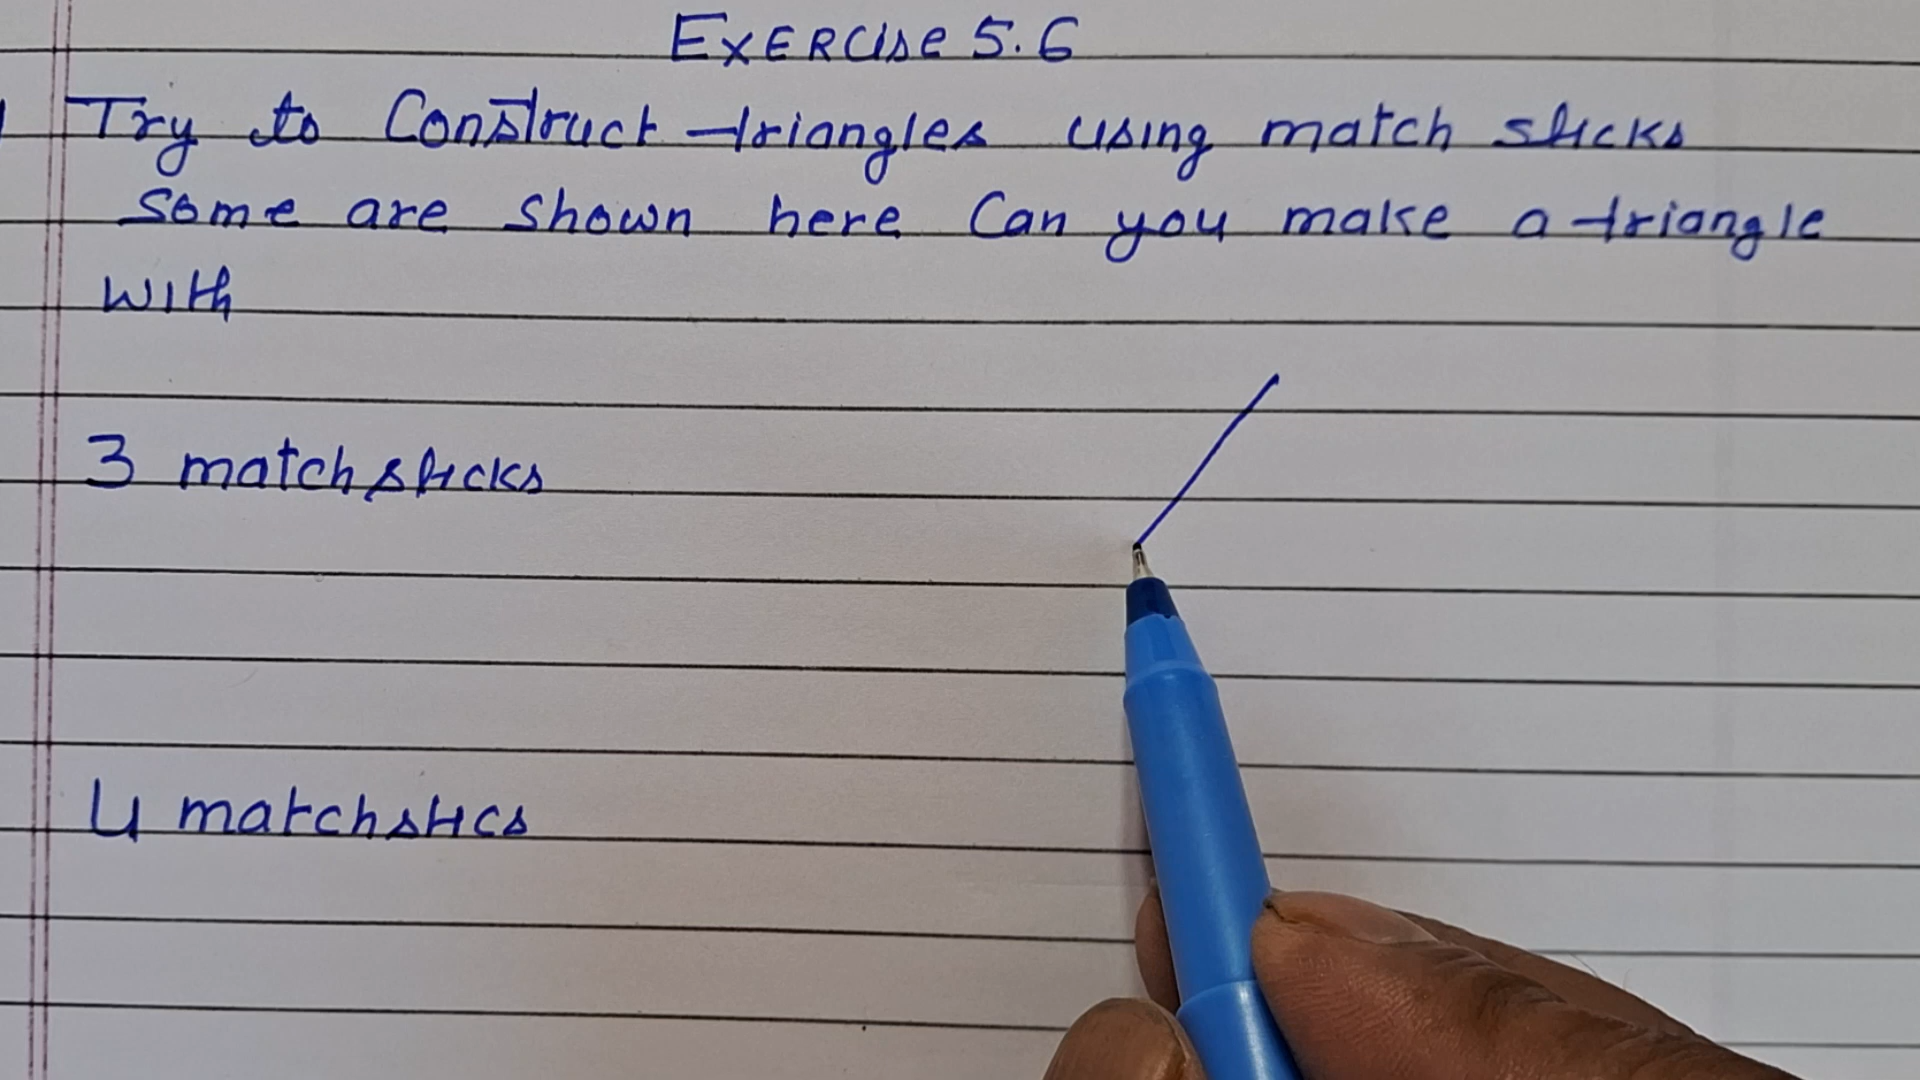 Exercise 5.6
Try to Construct triangles using match sticks
Some are shown here Can you make a triangle
with
3 matchsticks
4 matchstics